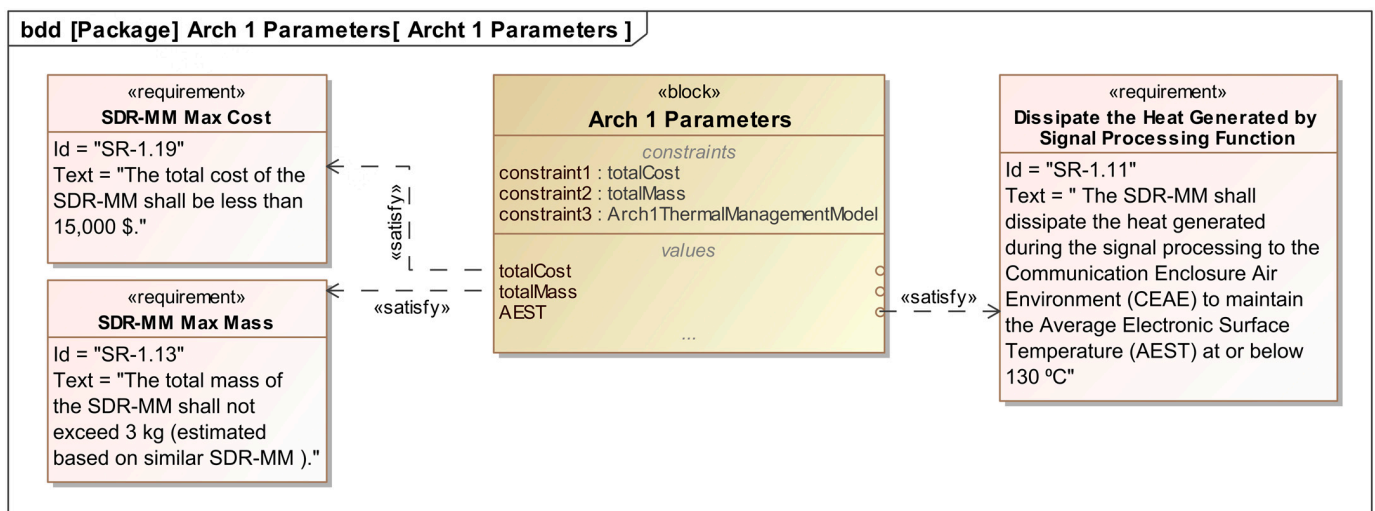 bdd [Package] Arch 1 Parameters[ Archt 1 Parameters ]
«requirement»
SDR-MM Max Cost
Id = "SR-1.19"
Text = "The total cost of the
SDR-MM shall be less than
15,000 $."
«requirement»
SDR-MM Max Mass
Id = "SR-1.13"
Text = "The total mass of
the SDR-MM shall not
exceed 3 kg (estimated
based on similar SDR-MM )."
«satisfy»
«satisfy»
«block»
Arch 1 Parameters
constraints
constraint1 : totalCost
constraint2 : totalMass
constraint3 : Arch1ThermalManagementModel
values
totalCost
totalMass
AEST
...
«satisfy»
«requirement»
Dissipate the Heat Generated by
Signal Processing Function
Id = "SR-1.11"
Text = " The SDR-MM shall
dissipate the heat generated
during the signal processing to the
Communication Enclosure Air
Environment (CEAE) to maintain
the Average Electronic Surface
Temperature (AEST) at or below
130 ºC"